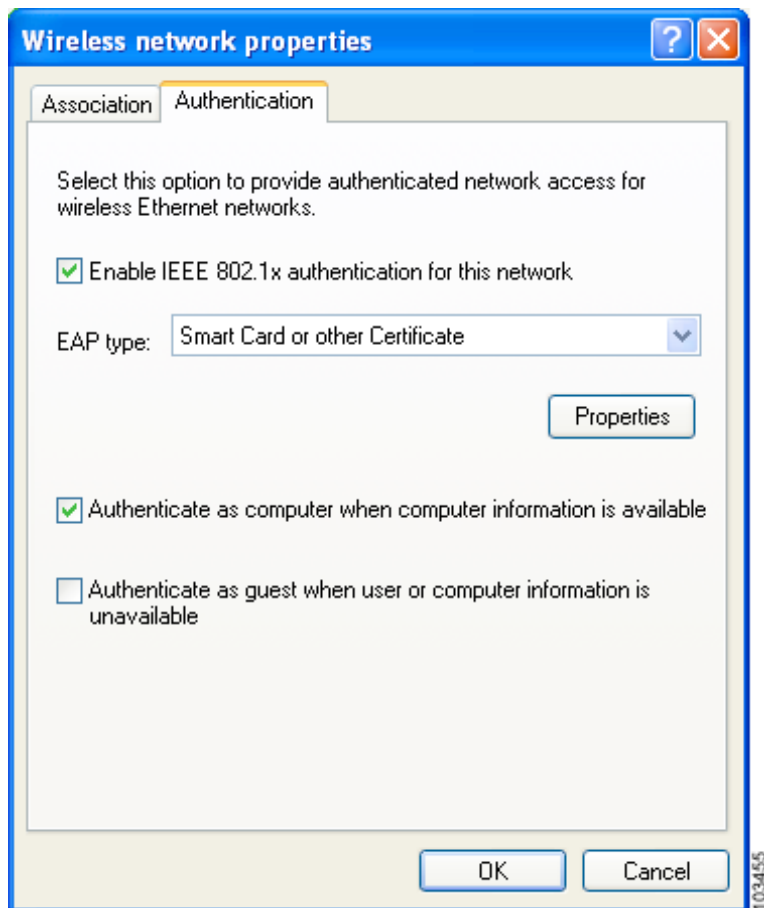 Wireless network properties
?
Association
Authentication
Select this option to provide authenticated network access for
wireless Ethernet networks.
Enable IEEE 802.1x authentication for this network
EAP type:
Smart Card or other Certificate
Properties
Authenticate as computer when computer information is available
Authenticate as guest when user or computer information is
unavailable
OK
Cancel
103455